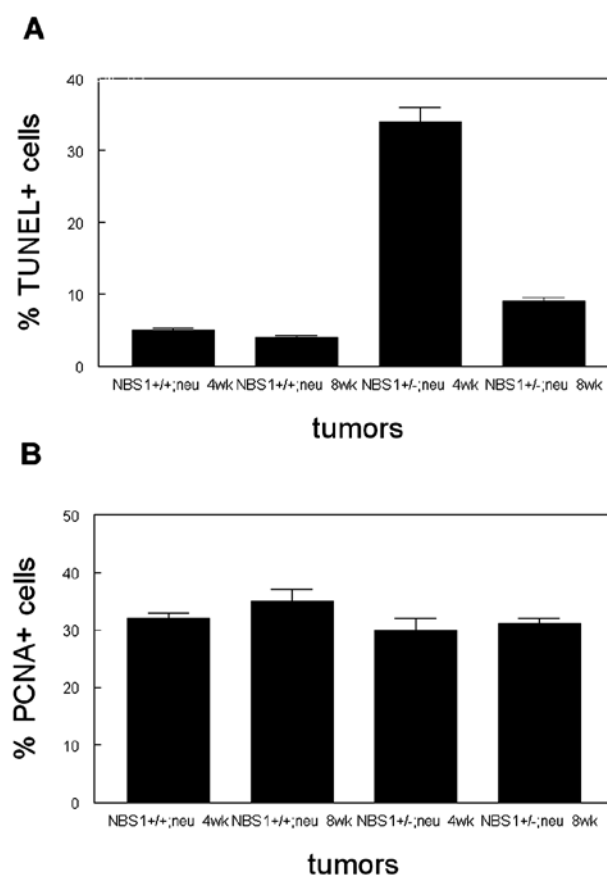 A
% TUNEL+ cells
40
30
20
10
0
NBS1+/+;neu 4wk NBS1+/+;neu 8wk NBS1+/-;neu 4wk NBS1+/-;neu 8wk
tumors
B
% PCNA+ cells
50
40
30
20
10
0
NBS1+/+;neu 4wk NBS1+/+;neu 8wk NBS1+/-;neu 4wk NBS1+/-;neu 8wk
tumors